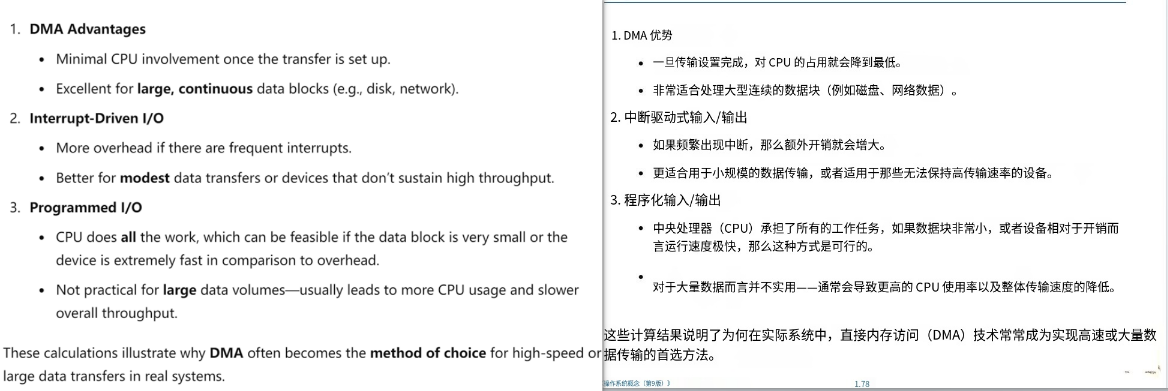 1. DMA Advantages
• Minimal CPU involvement once the transfer is set up.
• Excellent for large, continuous data blocks (e.g., disk, network).
2. Interrupt-Driven I/O
• More overhead if there are frequent interrupts.
• Better for modest data transfers or devices that don't sustain high throughput.
3. Programmed I/O
• CPU does all the work, which can be feasible if the data block is very small or the
device is extremely fast in comparison to overhead.
• Not practical for large data volumes—usually leads to more CPU usage and slower
overall throughput.
These calculations illustrate why DMA often becomes the method of choice for high-speed or
large data transfers in real systems.
1. DMA 优势
• 一旦传输设置完成，对 CPU 的占用就会降到最低。
• 非常适合处理大型连续的数据块（例如磁盘、网络数据）。
2. 中断驱动式输入/输出
• 如果频繁出现中断，那么额外开销就会增大。
• 更适合用于小规模的数据传输，或者适用于那些无法保持高传输速率的设备。
3. 程序化输入/输出
• 中央处理器（CPU）承担了所有的工作任务，如果数据块非常小，或者设备相对于开销而
言运行速度极快，那么这种方式是可行的。
• 对于大量数据而言并不实用——通常会导致更高的 CPU 使用率以及整体传输速度的降低。
这些计算结果说明了为何在实际系统中，直接内存访问（DMA）技术常常成为实现高速或大量数
据传输的首选方法。
操作系统概念（第9版）》
1.78